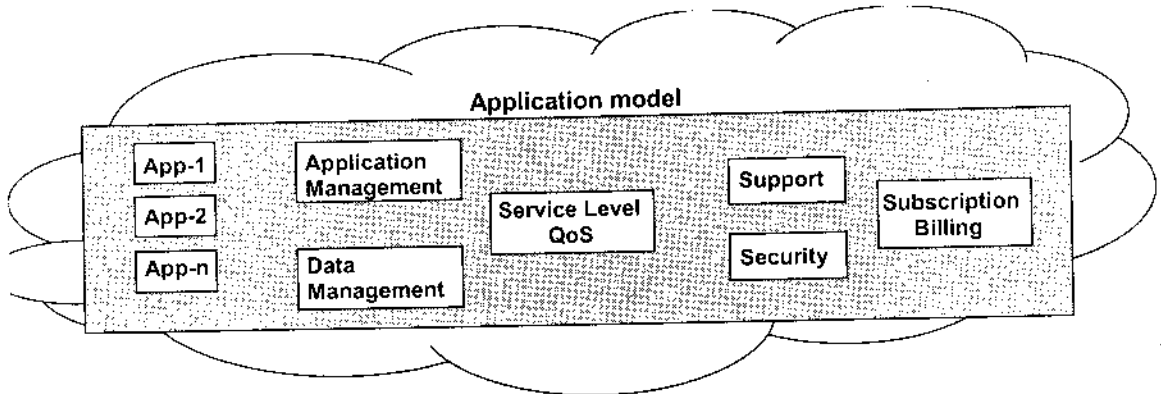 Application model
App-1
App-2
App-n
Application
Management
Data
Management
Service Level
QoS
Support
Security
Subscription
Billing